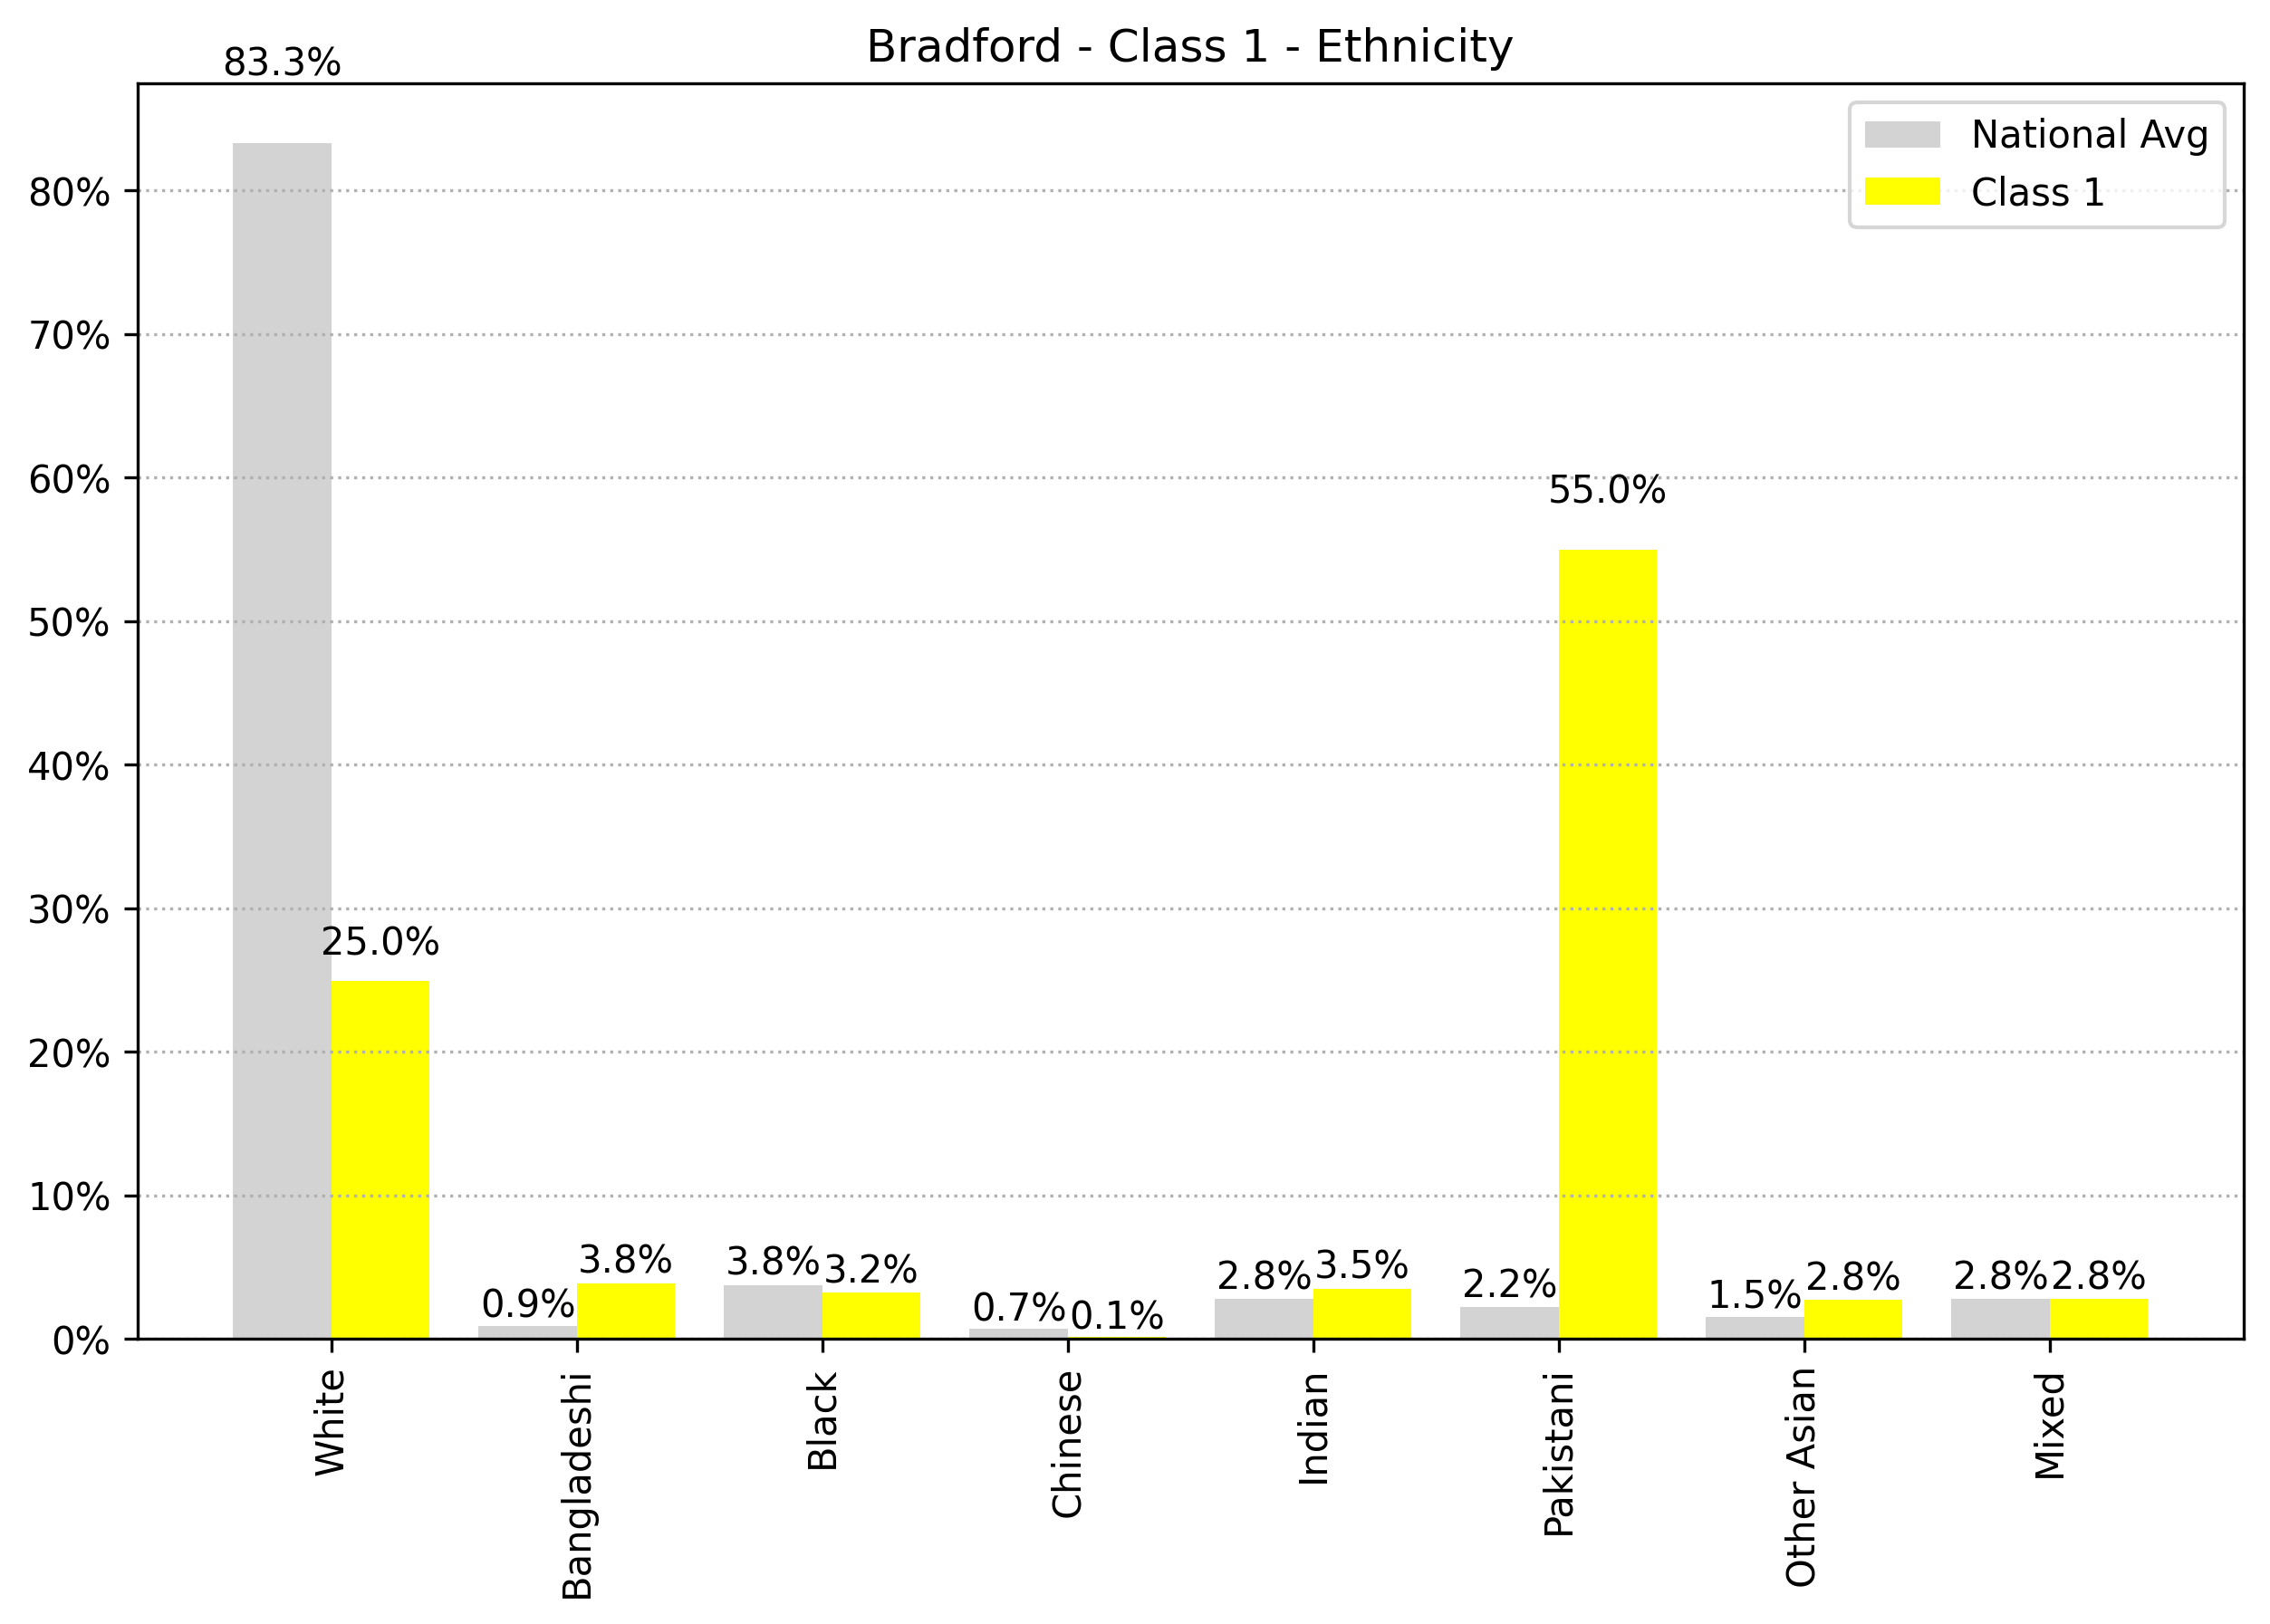 Bradford - Class 1 - Ethnicity
83.3%
National Avg
Class 1
80%
70%
60%
55.0%
50%
40%
30%
25.0%
20%
10%
0.9%
3.8%
3.8%
3.2%
0.7%
0.1%
2.8%
3.5%
2.2%
1.5%
2.8%
2.8%
2.8%
0%
White
Bangladeshi
Black
Chinese
Indian
Pakistani
Other Asian
Mixed